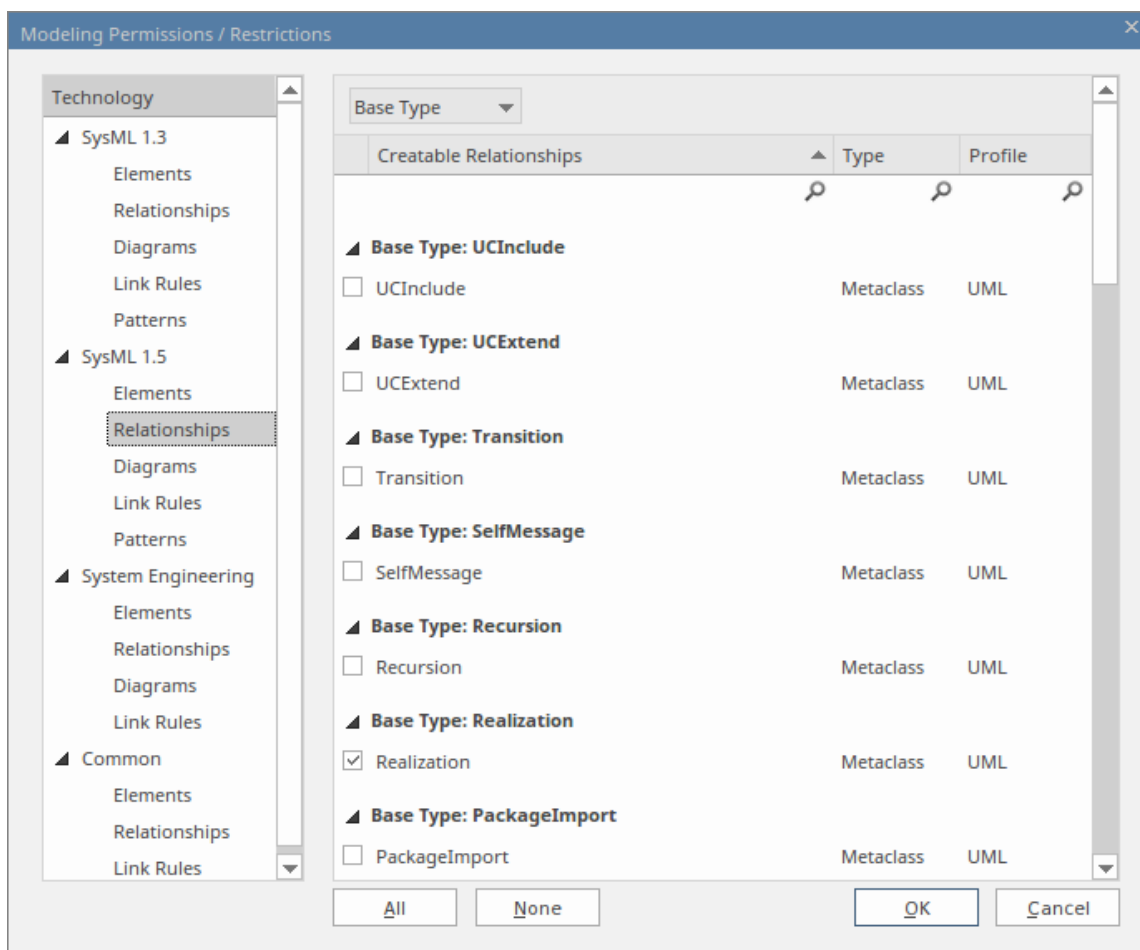 Modeling Permissions / Restrictions
Technology
SysML 1.3
Elements
Relationships
Diagrams
Link Rules
Patterns
SysML 1.5
Elements
Relationships
Diagrams
Link Rules
Patterns
System Engineering
Elements
Relationships
Diagrams
Link Rules
Common
Elements
Relationships
Link Rules
Base Type
Creatable Relationships Type Profile
Base Type: UCInclude
UCInclude Metaclass UML
Base Type: UCExtend
UCExtend Metaclass UML
Base Type: Transition
Transition Metaclass UML
Base Type: SelfMessage
SelfMessage Metaclass UML
Base Type: Recursion
Recursion Metaclass UML
Base Type: Realization
Realization Metaclass UML
Base Type: PackageImport
PackageImport Metaclass UML
All None OK Cancel